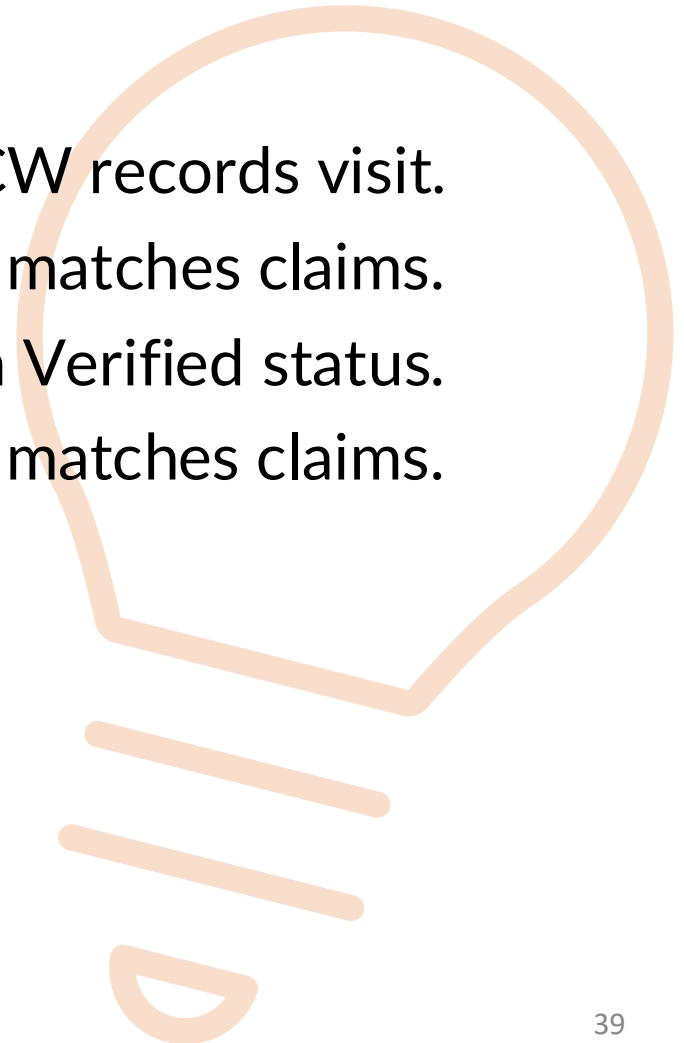 records visit.
matches claims.
Verified status.
matches claims.
39